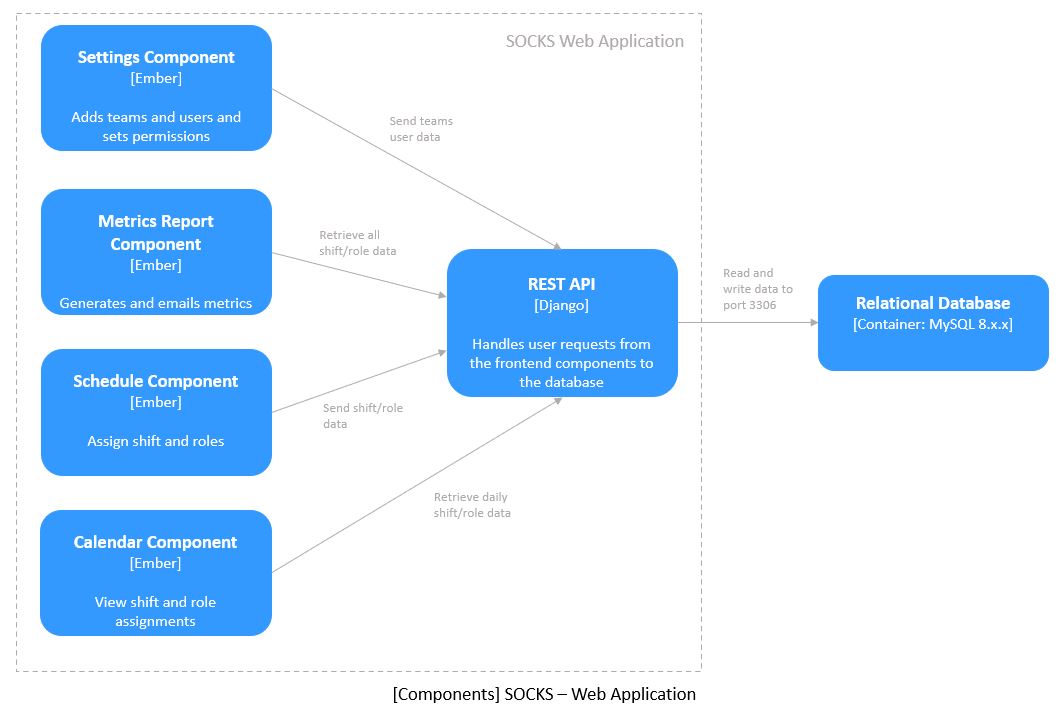 SOCKS Web Application
Settings Component
[Ember]
Adds teams and users and
sets permissions
Send teams
user data
Metrics Report
Component
[Ember]
Generates and emails metrics
Retrieve all
shift/role data
REST API
[Django]
Handles user requests from
the frontend components to
the database
Read and
write data to
port 3306
Relational Database
[Container: MySQL 8.x.x]
Schedule Component
[Ember]
Assign shift and roles
Send shift/role
data
Calendar Component
[Ember]
View shift and role
assignments
Retrieve daily
shift/role data
[Components] SOCKS – Web Application